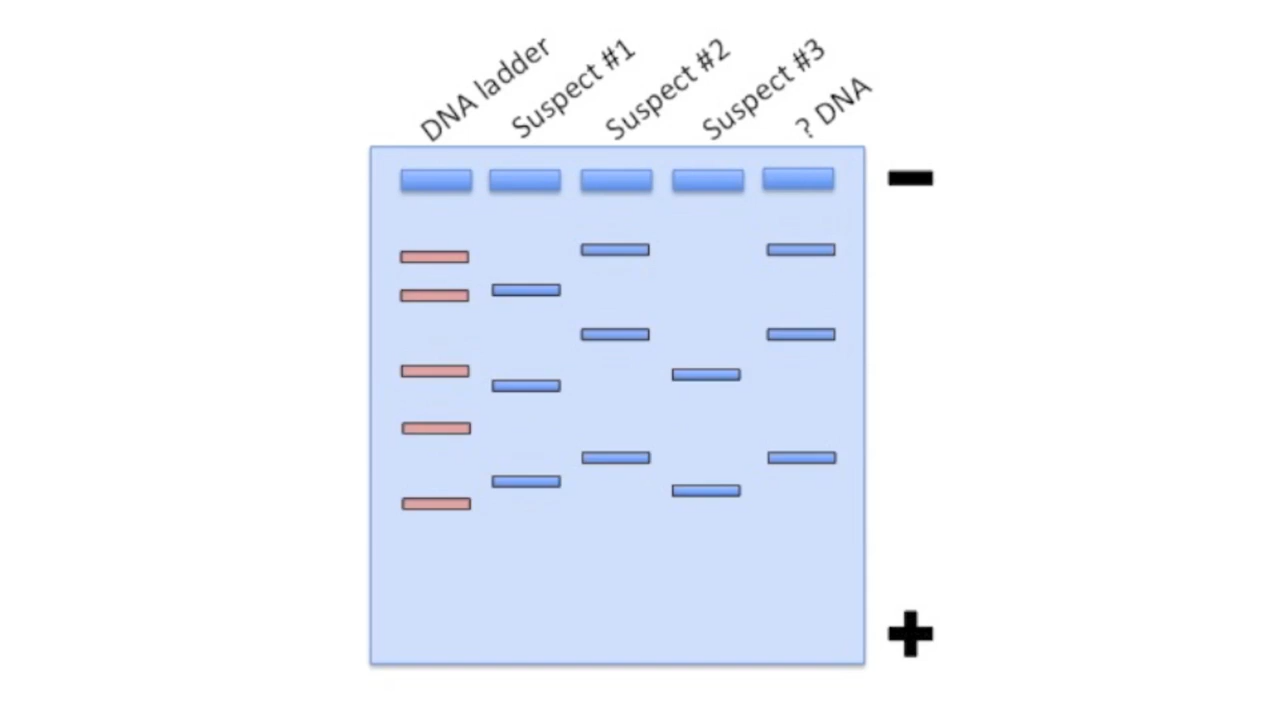 DNA ladder
Suspect #1
Suspect #2
Suspect #3
? DNA
-
+